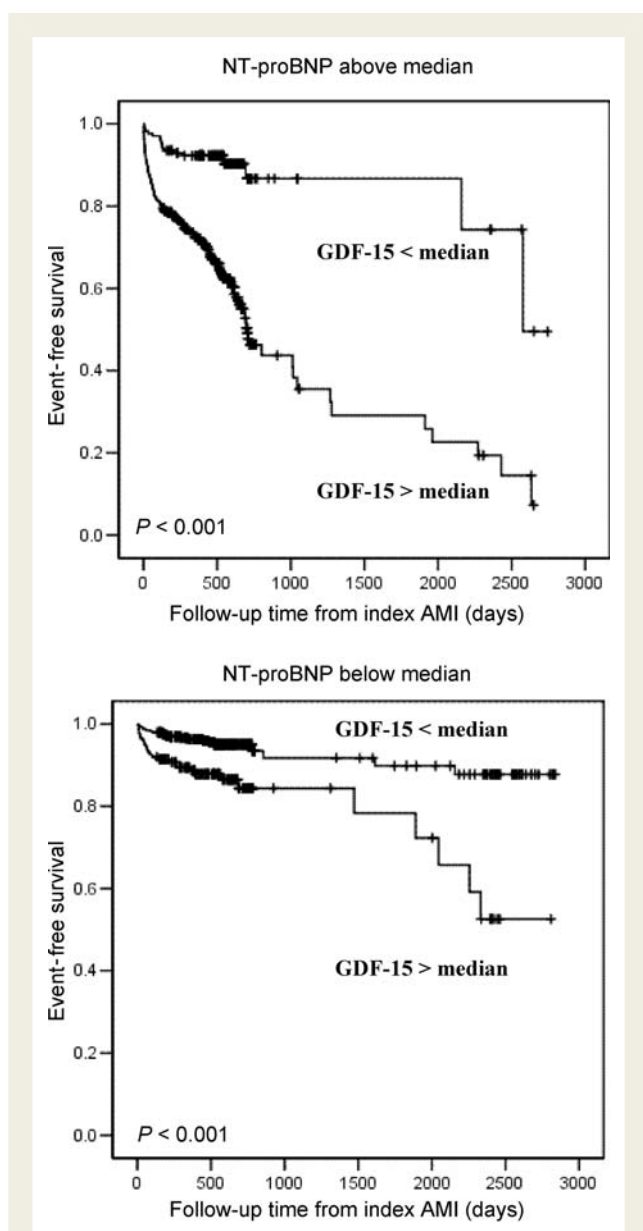 NT-proBNP above median
1.0
0.8
GDF-15 < median
0.6
Event-free survival
0.4
0.2
GDF-15 > median
0.0
P < 0.001
0 500 1000 1500 2000 2500 3000
Follow-up time from index AMI (days)
NT-proBNP below median
1.0
GDF-15 < median
0.8
0.6
Event-free survival
GDF-15 > median
0.4
0.2
0.0
P < 0.001
0 500 1000 1500 2000 2500 3000
Follow-up time from index AMI (days)